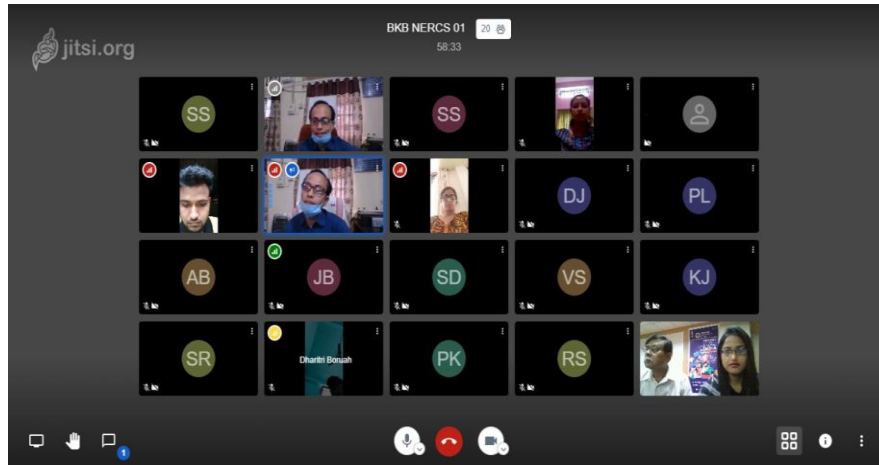 jitsi.org
BKB NERCS 01 20
58:33
SS
SS
DJ
PL
AB
JB
SD
VS
KJ
SR
Dharitri Boruah
PK
RS
1